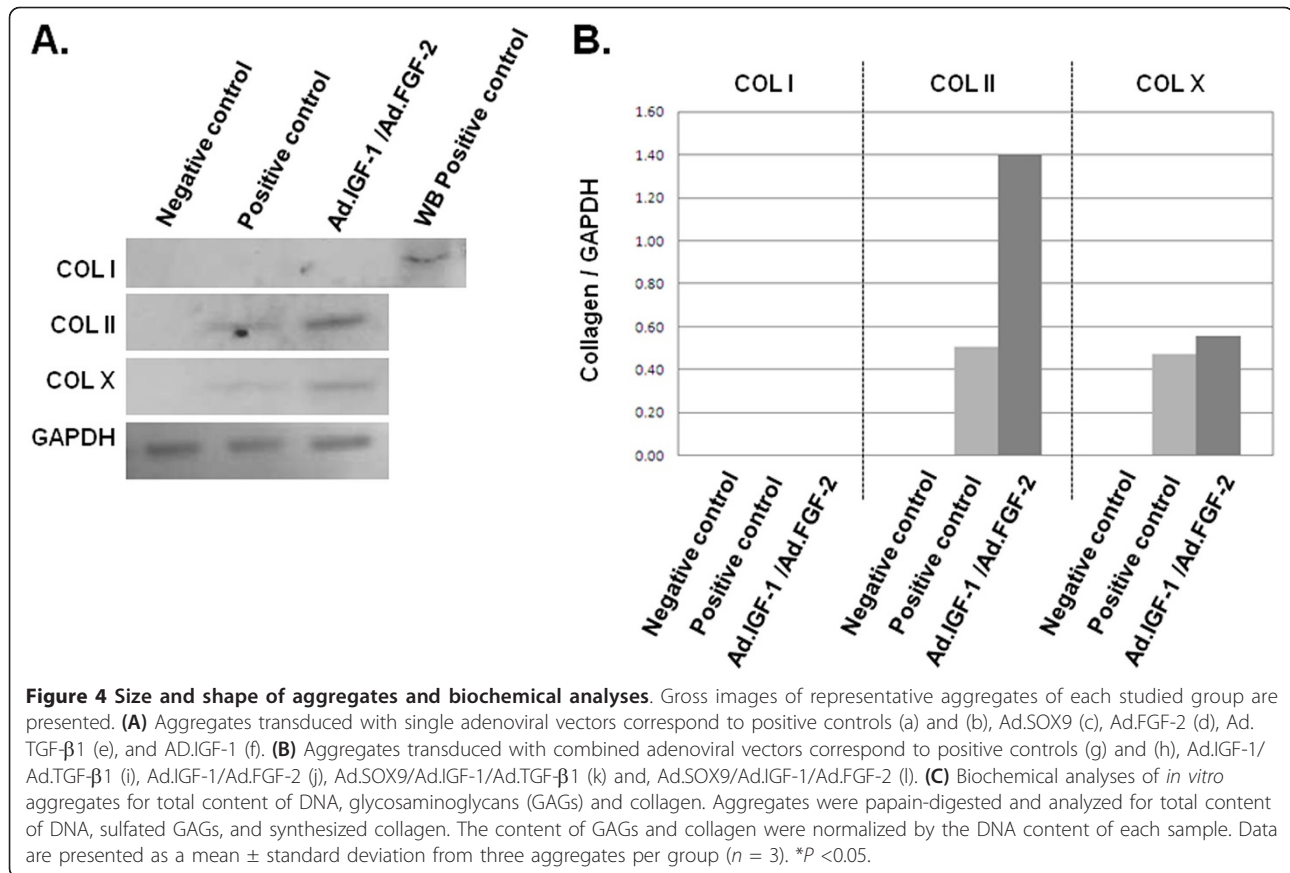 A.
Negative control
Positive control
Ad.IGF-1 /Ad.FGF-2
WB Positive control
COL I
COL II
COL X
GAPDH
B.
COL I COL II COL X
Collagen / GAPDH
1.60
1.40
1.20
1.00
0.80
0.60
0.40
0.20
0.00
Negative control
Positive control
Ad.IGF-1 /Ad.FGF-2
Negative control
Positive control
Ad.IGF-1 /Ad.FGF-2
Negative control
Positive control
Ad.IGF-1 /Ad.FGF-2
Figure 4 Size and shape of aggregates and biochemical analyses. Gross images of representative aggregates of each studied group are
presented. (A) Aggregates transduced with single adenoviral vectors correspond to positive controls (a) and (b), Ad.SOX9 (c), Ad.FGF-2 (d), Ad.
TGF-β1 (e), and AD.IGF-1 (f). (B) Aggregates transduced with combined adenoviral vectors correspond to positive controls (g) and (h), Ad.IGF-1/
Ad.TGF-β1 (i), Ad.IGF-1/Ad.FGF-2 (j), Ad.SOX9/Ad.IGF-1/Ad.TGF-β1 (k) and, Ad.SOX9/Ad.IGF-1/Ad.FGF-2 (l). (C) Biochemical analyses of in vitro
aggregates for total content of DNA, glycosaminoglycans (GAGs) and collagen. Aggregates were papain-digested and analyzed for total content
of DNA, sulfated GAGs, and synthesized collagen. The content of GAGs and collagen were normalized by the DNA content of each sample. Data
are presented as a mean ± standard deviation from three aggregates per group (n = 3). *P <0.05.